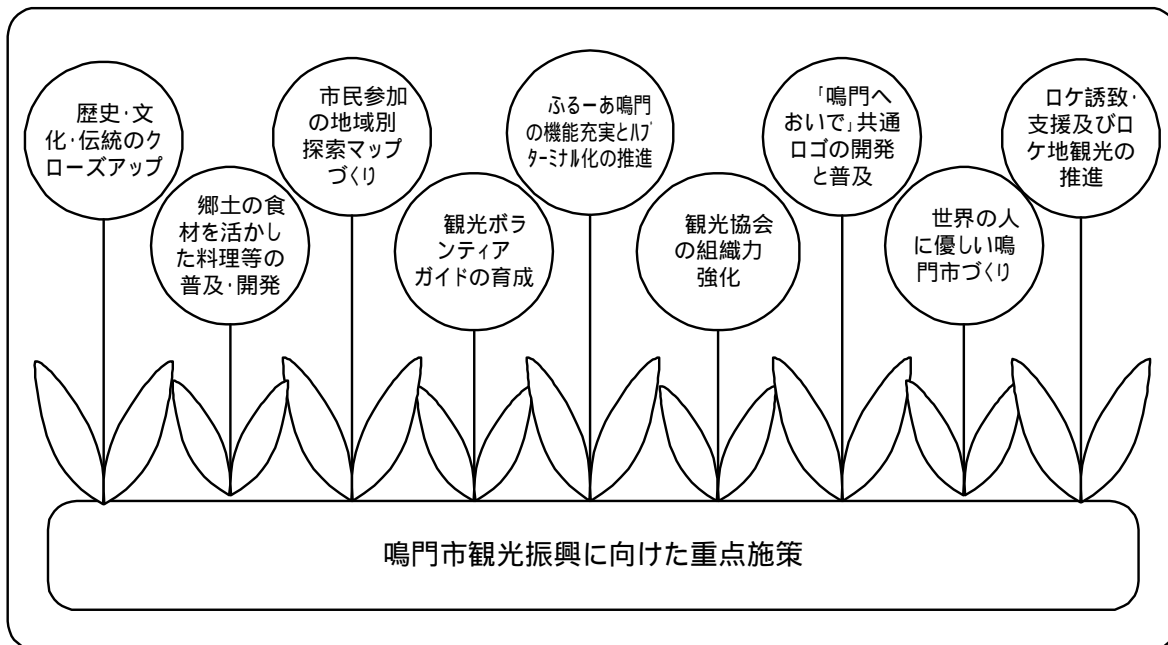 歴史・文
化・伝統のク
ローズアップ
郷土の食
材を活かし
た料理等の
普及・開発
市民参加
の地域別
探索マップ
づくり
観光ボラ
ンティア
ガイドの育成
ふるーあ鳴門
の機能充実とﾊﾌﾞ
ﾀｰﾐﾅﾙ化の推進
観光協会
の組織力
強化
「鳴門へ
おいで」共通
ロゴの開発
と普及
世界の人
に優しい鳴
門市づくり
ロケ誘致・
支援及びロ
ケ地観光の
推進
鳴門市観光振興に向けた重点施策